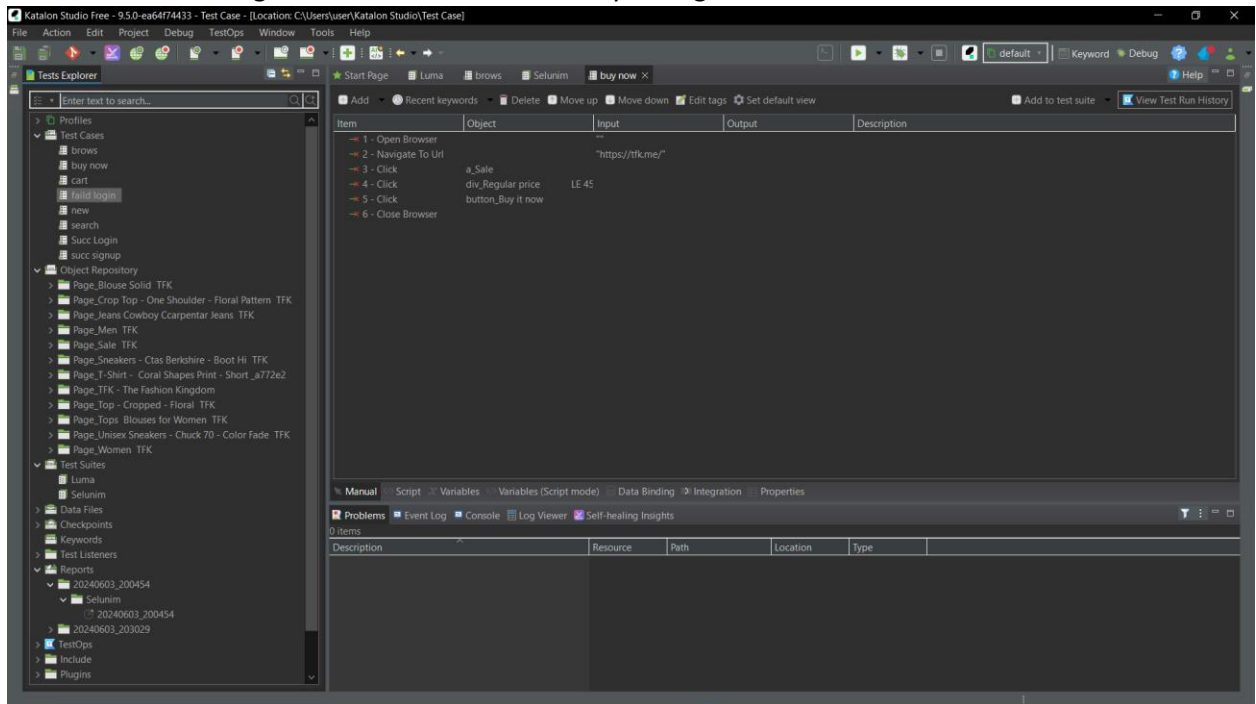 Katalon Studio Free - 9.5.0-ea64f74433 - Test Case - [Location: C:\Users\user\Katalon Studio\Test Case]
File Action Edit Project Debug TestOps Window Tools Help
default Keyword Debug
Tests Explorer
Start Page Luma brows Selunim buy now Help
Enter text to search...
Add Recent keywords Delete Move up Move down Edit tags Set default view Add to test suite View Test Run History
Item Object Input Output Description
1 - Open Browser ""
2 - Navigate To Url "https://tfk.me/"
3 - Click a_Sale
4 - Click div_Regular price LE 45
5 - Click button_Buy it now
6 - Close Browser
Profiles
Test Cases
brows
buy now
cart
faild login
new
search
Succ Login
succ signup
Object Repository
Page_Blouse Solid TFK
Page_Crop Top - One Shoulder - Floral Pattern TFK
Page_Jeans Cowboy Ccarpentar Jeans TFK
Page_Men TFK
Page_Sale TFK
Page_Sneakers - Ctas Berkshire - Boot Hi TFK
Page_T-Shirt - Coral Shapes Print - Short _a772e2
Page_TFK - The Fashion Kingdom
Page_Top - Cropped - Floral TFK
Page_Tops Blouses for Women TFK
Page_Unisex Sneakers - Chuck 70 - Color Fade TFK
Page_Women TFK
Test Suites
Luma
Selunim
Data Files
Checkpoints
Keywords
Test Listeners
Reports
20240603_200454
Selunim
20240603_200454
20240603_203029
TestOps
Include
Plugins
Manual Script Variables Variables (Script mode) Data Binding Integration Properties
Problems Event Log Console Log Viewer Self-healing Insights
0 items
Description Resource Path Location Type